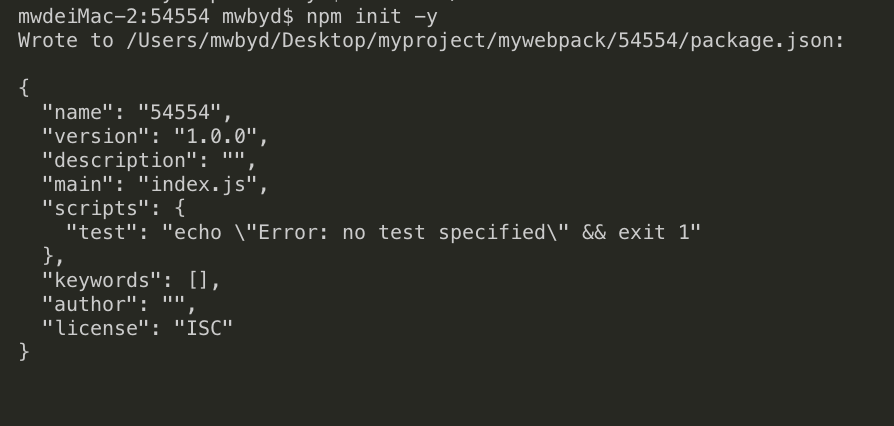 mwdeiMac-2:54554 mwbyd$ npm init -y
Wrote to /Users/mwbyd/Desktop/myproject/mywebpack/54554/package.json:
{
  "name": "54554",
  "version": "1.0.0",
  "description": "",
  "main": "index.js",
  "scripts": {
    "test": "echo \"Error: no test specified\" && exit 1"
  },
  "keywords": [],
  "author": "",
  "license": "ISC"
}